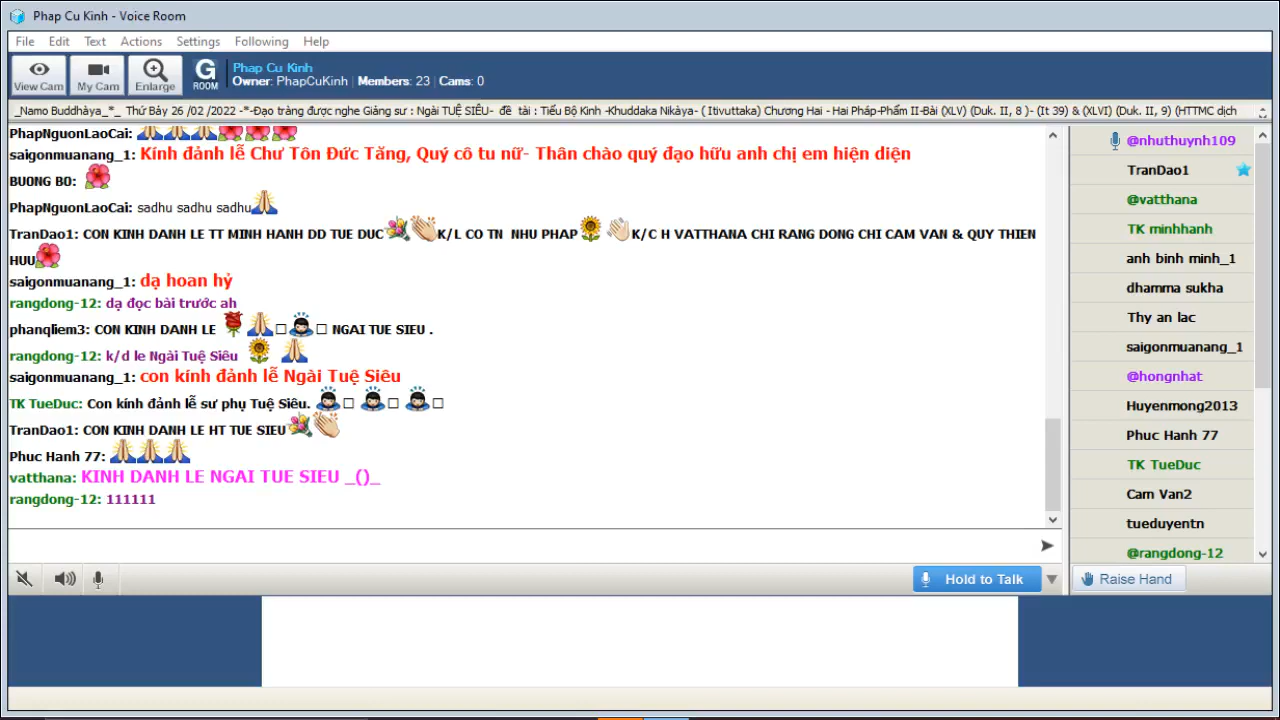 Phap Cu Kinh - Voice Room
File Edit Text Actions Settings Following Help
View Cam My Cam Enlarge G ROOM
Phap Cu Kinh
Owner: PhapCuKinh | Members: 23 | Cams: 0
_Namo Buddhàya_*_ Thứ Bảy 26 /02 /2022 -*-Đạo tràng được nghe Giảng sư : Ngài TUỆ SIÊU- đề tài : Tiểu Bộ Kinh -Khuddaka Nikàya- ( Itivuttaka) Chương Hai - Hai Pháp-Phẩm II-Bài (XLV) (Duk. II, 8 )- (It 39) & (XLVI) (Duk. II, 9) (HTTMC dịch
PhapNguonLaoCai:
saigonmuanang_1: Kính đảnh lễ Chư Tôn Đức Tăng, Quý cô tu nữ- Thân chào quý đạo hữu anh chị em hiện diện
BUONG BO:
PhapNguonLaoCai: sadhu sadhu sadhu
TranDao1: CON KINH DANH LE TT MINH HANH DD TUE DUC K/L CO TN NHU PHAP K/C H VATTHANA CHI RANG DONG CHI CAM VAN & QUY THIEN
HUU
saigonmuanang_1: dạ hoan hỷ
rangdong-12: dạ đọc bài trước ah
phanqliem3: CON KINH DANH LE NGAI TUE SIEU .
rangdong-12: k/d le Ngài Tuệ Siêu
saigonmuanang_1: con kính đảnh lễ Ngài Tuệ Siêu
TK TueDuc: Con kính đảnh lễ sư phụ Tuệ Siêu.
TranDao1: CON KINH DANH LE HT TUE SIEU
Phuc Hanh 77:
vatthana: KINH DANH LE NGAI TUE SIEU _()_
rangdong-12: 111111
Hold to Talk
@nhuthuynh109
TranDao1
@vatthana
TK minhhanh
anh binh minh_1
dhamma sukha
Thy an lac
saigonmuanang_1
@hongnhat
Huyenmong2013
Phuc Hanh 77
TK TueDuc
Cam Van2
tueduyentn
@rangdong-12
Raise Hand